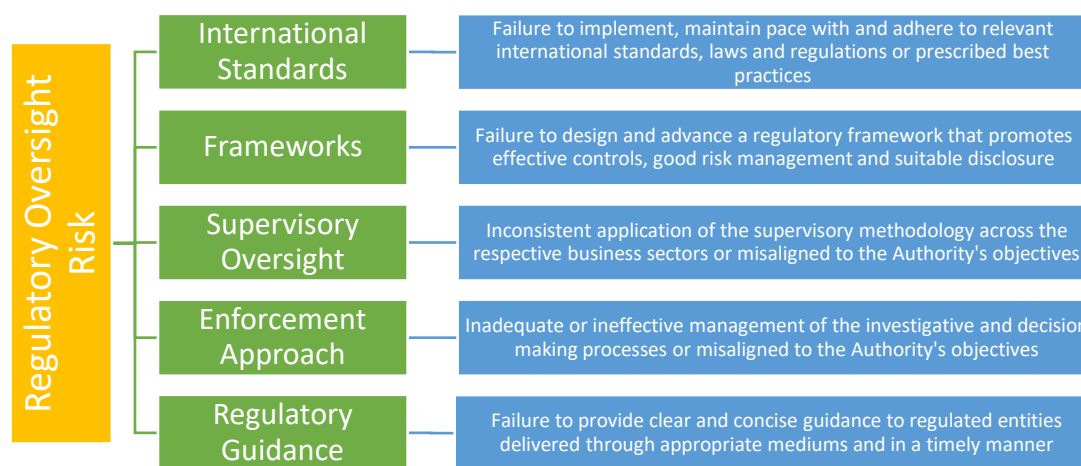 Regulatory Oversight
Risk
International
Standards
Failure to implement, maintain pace with and adhere to relevant
international standards, laws and regulations or prescribed best
practices
Frameworks
Failure to design and advance a regulatory framework that promotes
effective controls, good risk management and suitable disclosure
Supervisory
Oversight
Inconsistent application of the supervisory methodology across the
respective business sectors or misaligned to the Authority's objectives
Enforcement
Approach
Inadequate or ineffective management of the investigative and decision
making processes or misaligned to the Authority's objectives
Regulatory
Guidance
Failure to provide clear and concise guidance to regulated entities
delivered through appropriate mediums and in a timely manner